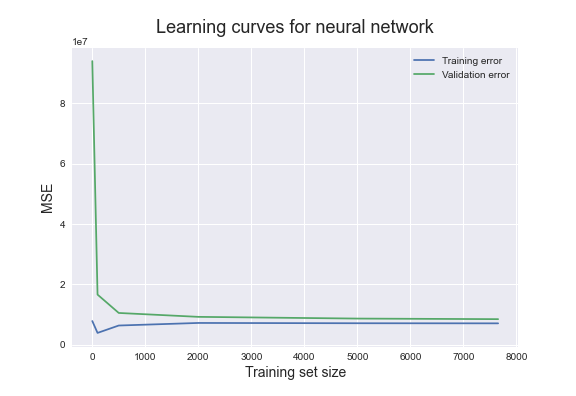 Learning curves for neural network
1e7
Training error
Validation error
8
6
4
2
0
MSE
0 1000 2000 3000 4000 5000 6000 7000 8000
Training set size